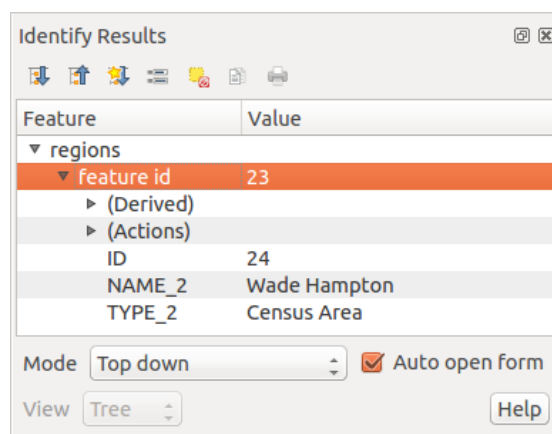 Identify Results
Feature Value
regions
feature id 23
(Derived)
(Actions)
ID 24
NAME_2 Wade Hampton
TYPE_2 Census Area
Mode Top down Auto open form
View Tree Help